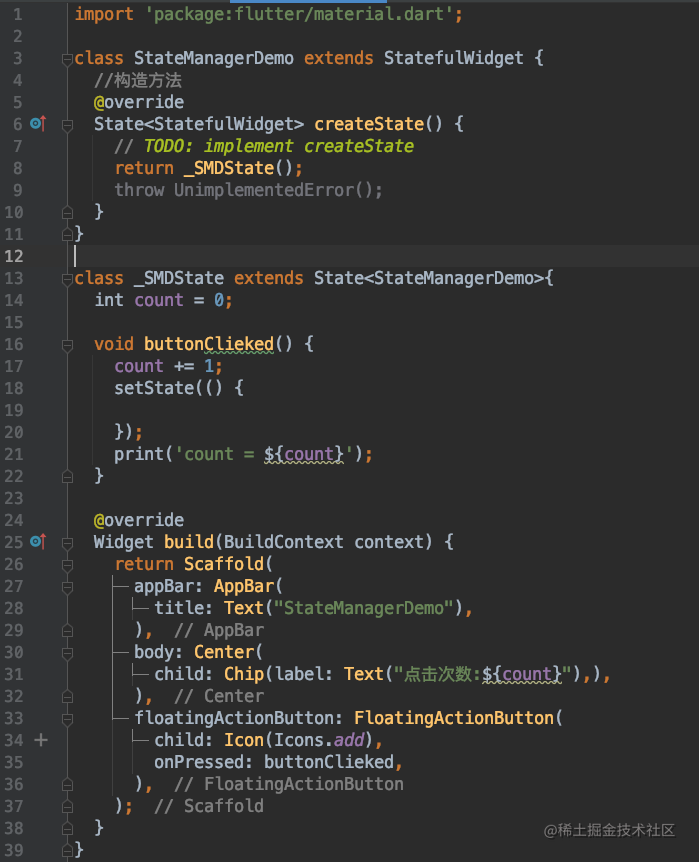 1 import 'package:flutter/material.dart';
2
3 class StateManagerDemo extends StatefulWidget {
4 //构造方法
5 @override
6 State<StatefulWidget> createState() {
7 // TODO: implement createState
8 return _SMDState();
9 throw UnimplementedError();
10 }
11 }
12
13 class _SMDState extends State<StateManagerDemo>{
14 int count = 0;
15
16 void buttonClieked() {
17 count += 1;
18 setState(() {
19
20 });
21 print('count = ${count}');
22 }
23
24 @override
25 Widget build(BuildContext context) {
26 return Scaffold(
27 appBar: AppBar(
28 title: Text("StateManagerDemo"),
29 ), // AppBar
30 body: Center(
31 child: Chip(label: Text("点击次数:${count}"),),
32 ), // Center
33 floatingActionButton: FloatingActionButton(
34 child: Icon(Icons.add),
35 onPressed: buttonClieked,
36 ), // FloatingActionButton
37 ); // Scaffold
38 }
39 }
@稀土掘金技术社区